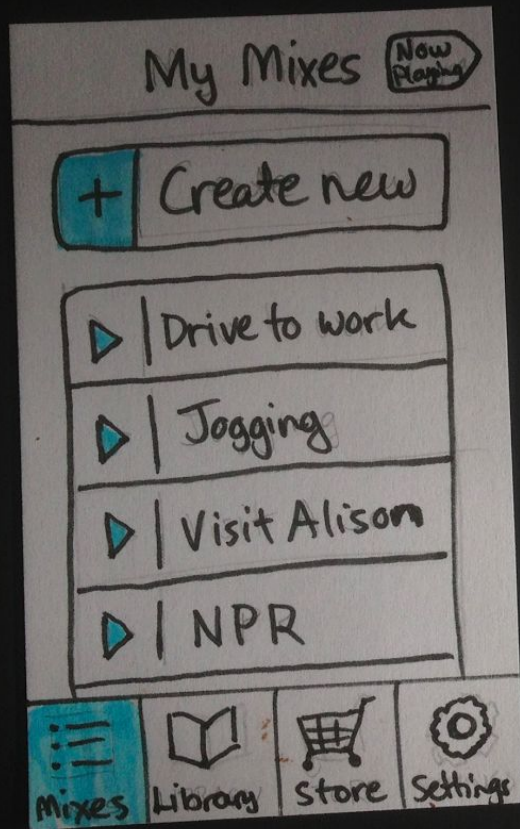 My Mixes
Now
Playing
+ Create new
Drive to work
Jogging
Visit Alison
NPR
Mixes
Library
Store
Settings